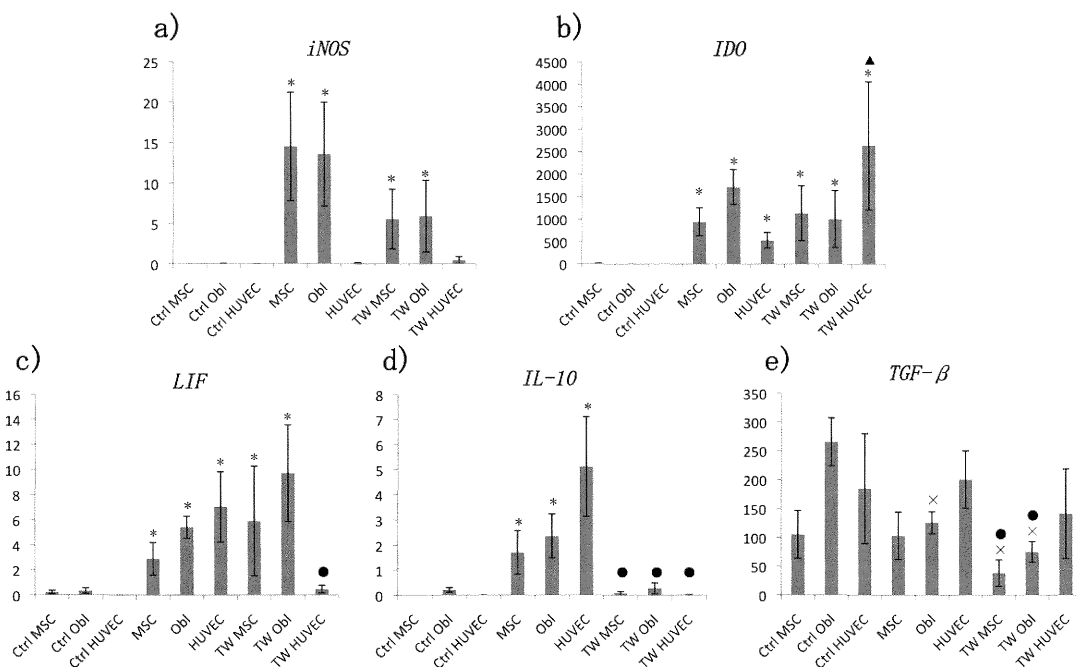 a)
iNOS
25
20
15
10
5
0
*
*
*
*
Ctrl MSC
Ctrl Obl
Ctrl HUVEC
MSC
Obl
HUVEC
TW MSC
TW Obl
TW HUVEC
b)
IDO
4500
4000
3500
3000
2500
2000
1500
1000
500
0
*
*
*
*
*
▲
*
Ctrl MSC
Ctrl Obl
Ctrl HUVEC
MSC
Obl
HUVEC
TW MSC
TW Obl
TW HUVEC
c)
LIF
16
14
12
10
8
6
4
2
0
*
*
*
*
*
●
Ctrl MSC
Ctrl Obl
Ctrl HUVEC
MSC
Obl
HUVEC
TW MSC
TW Obl
TW HUVEC
d)
IL-10
8
7
6
5
4
3
2
1
0
*
*
*
●
●
●
Ctrl MSC
Ctrl Obl
Ctrl HUVEC
MSC
Obl
HUVEC
TW MSC
TW Obl
TW HUVEC
e)
TGF-β
350
300
250
200
150
100
50
0
×
●
×
●
×
Ctrl MSC
Ctrl Obl
Ctrl HUVEC
MSC
Obl
HUVEC
TW MSC
TW Obl
TW HUVEC